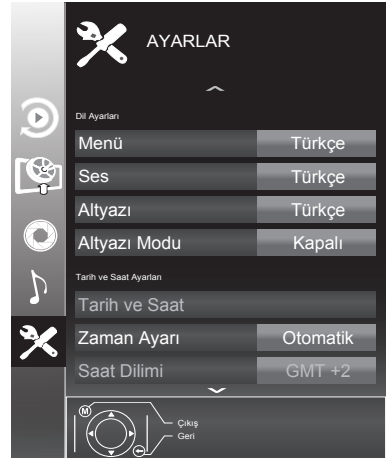 AYARLAR
Dil Ayarları
Menü Türkçe
Ses Türkçe
Altyazı Türkçe
Altyazı Modu Kapalı
Tarih ve Saat Ayarları
Tarih ve Saat
Zaman Ayarı Otomatik
Saat Dilimi GMT +2
M
Çıkış
Geri